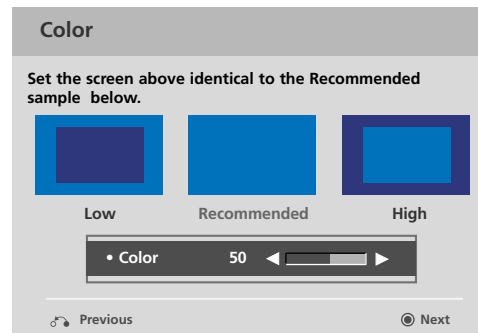 Color
Set the screen above identical to the Recommended
sample below.
Low Recommended High
• Color 50 ◀ ▶
Previous Next